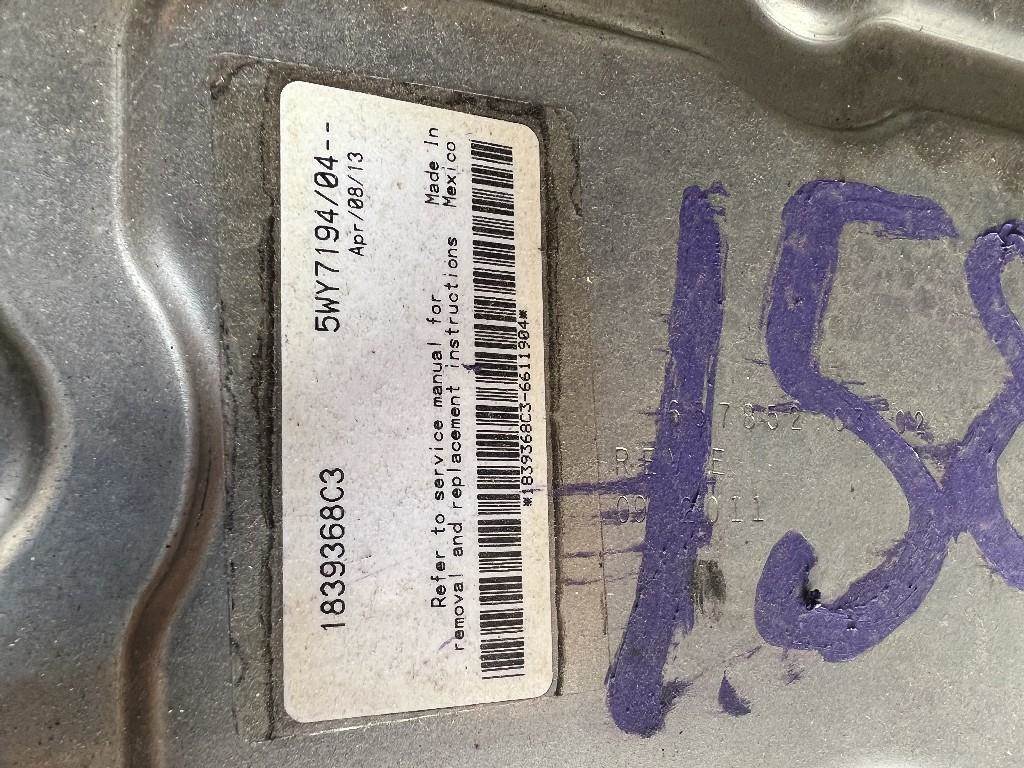 1839368C3 5WY7194/04--
Apr/08/13
Refer to service manual for
removal and replacement instructions
Made In
Mexico
*1839368C3-6611904*
158
2011